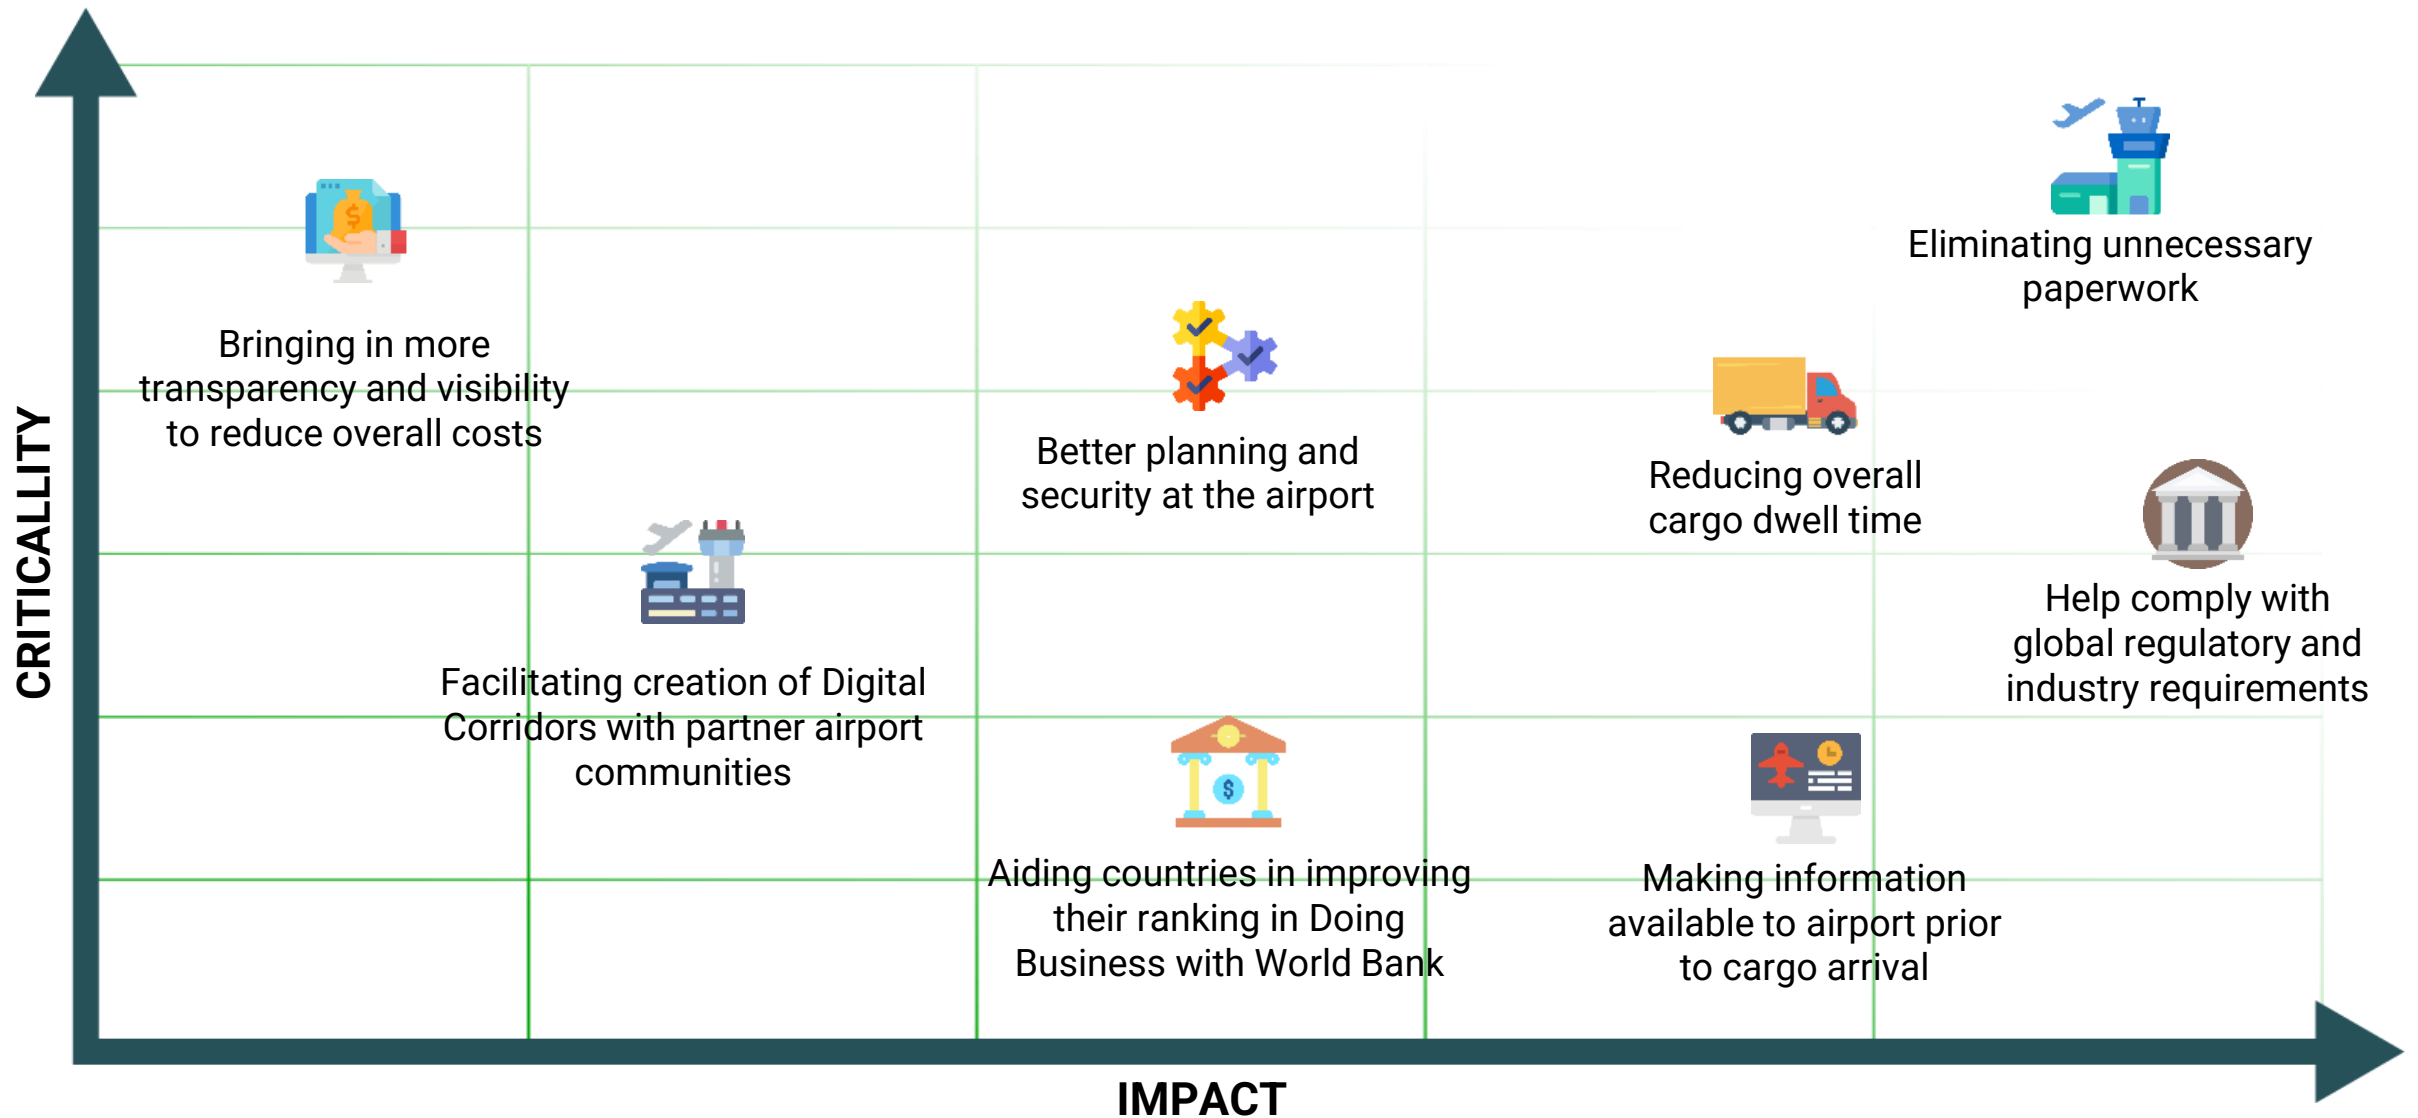 CRITICALLITY
Eliminating unnecessary
paperwork
Bringing in more
transparency and visibility
to reduce overall costs
Better planning and
security at the airport
Reducing overall
cargo dwell time
Help comply with
global regulatory and
industry requirements
Facilitating creation of Digital
Corridors with partner airport
communities
Aiding countries in improving
their ranking in Doing
Business with World Bank
Making information
available to airport prior
to cargo arrival
IMPACT